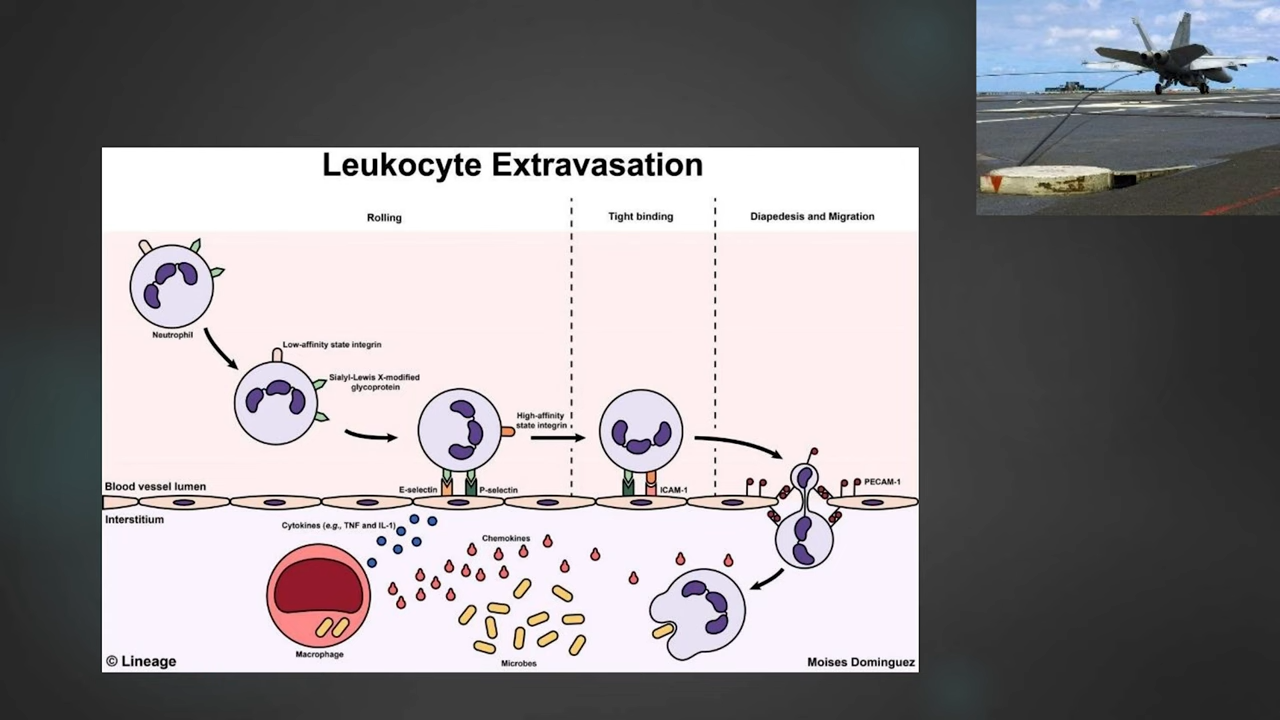 Leukocyte Extravasation
Rolling
Tight binding
Diapedesis and Migration
Neutrophil
Low-affinity state integrin
Sialyl-Lewis X-modified
glycoprotein
High-affinity
state integrin
E-selectin
P-selectin
ICAM-1
PECAM-1
Blood vessel lumen
Interstitium
Cytokines (e.g., TNF and IL-1)
Chemokines
Macrophage
Microbes
© Lineage
Moises Dominguez